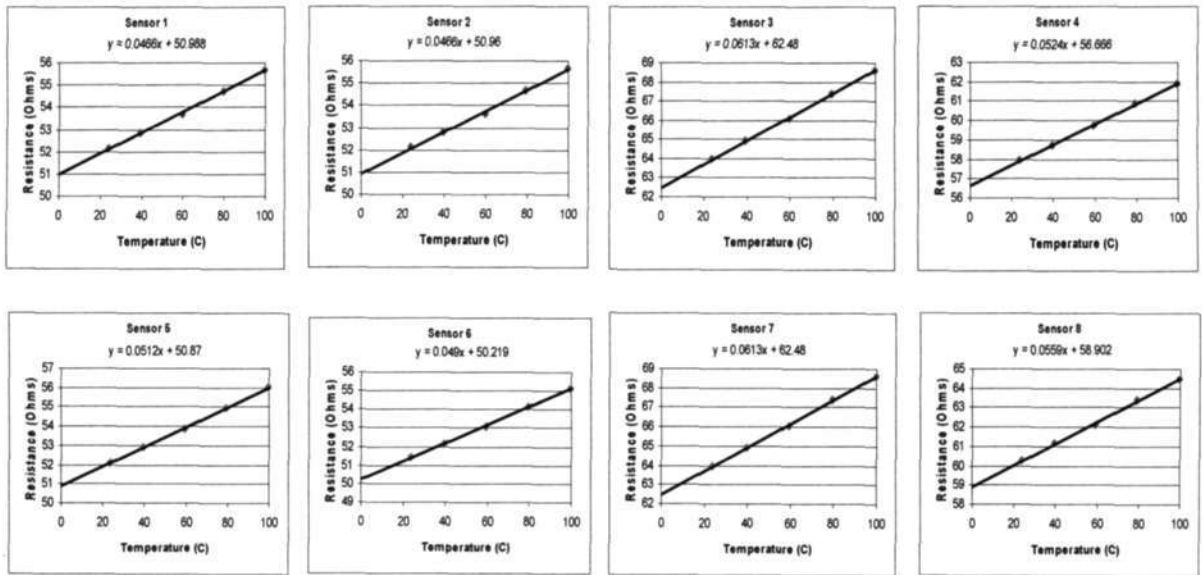 Sensor 1
y = 0.0466x + 50.988
56
55
54
53
52
51
50
0 20 40 60 80 100
Resistance (Ohms)
Temperature (C)
Sensor 2
y = 0.0466x + 50.96
56
55
54
53
52
51
50
0 20 40 60 80 100
Resistance (Ohms)
Temperature (C)
Sensor 3
y = 0.0613x + 62.48
69
68
67
66
65
64
63
62
0 20 40 60 80 100
Resistance (Ohms)
Temperature (C)
Sensor 4
y = 0.0524x + 56.666
63
62
61
60
59
58
57
56
0 20 40 60 80 100
Resistance (Ohms)
Temperature (C)
Sensor 5
y = 0.0512x + 50.87
57
56
55
54
53
52
51
50
0 20 40 60 80 100
Resistance (Ohms)
Temperature (C)
Sensor 6
y = 0.049x + 50.219
56
55
54
53
52
51
50
49
0 20 40 60 80 100
Resistance (Ohms)
Temperature (C)
Sensor 7
y = 0.0613x + 62.48
69
68
67
66
65
64
63
62
0 20 40 60 80 100
Resistance (Ohms)
Temperature (C)
Sensor 8
y = 0.0559x + 58.902
65
64
63
62
61
60
59
58
0 20 40 60 80 100
Resistance (Ohms)
Temperature (C)